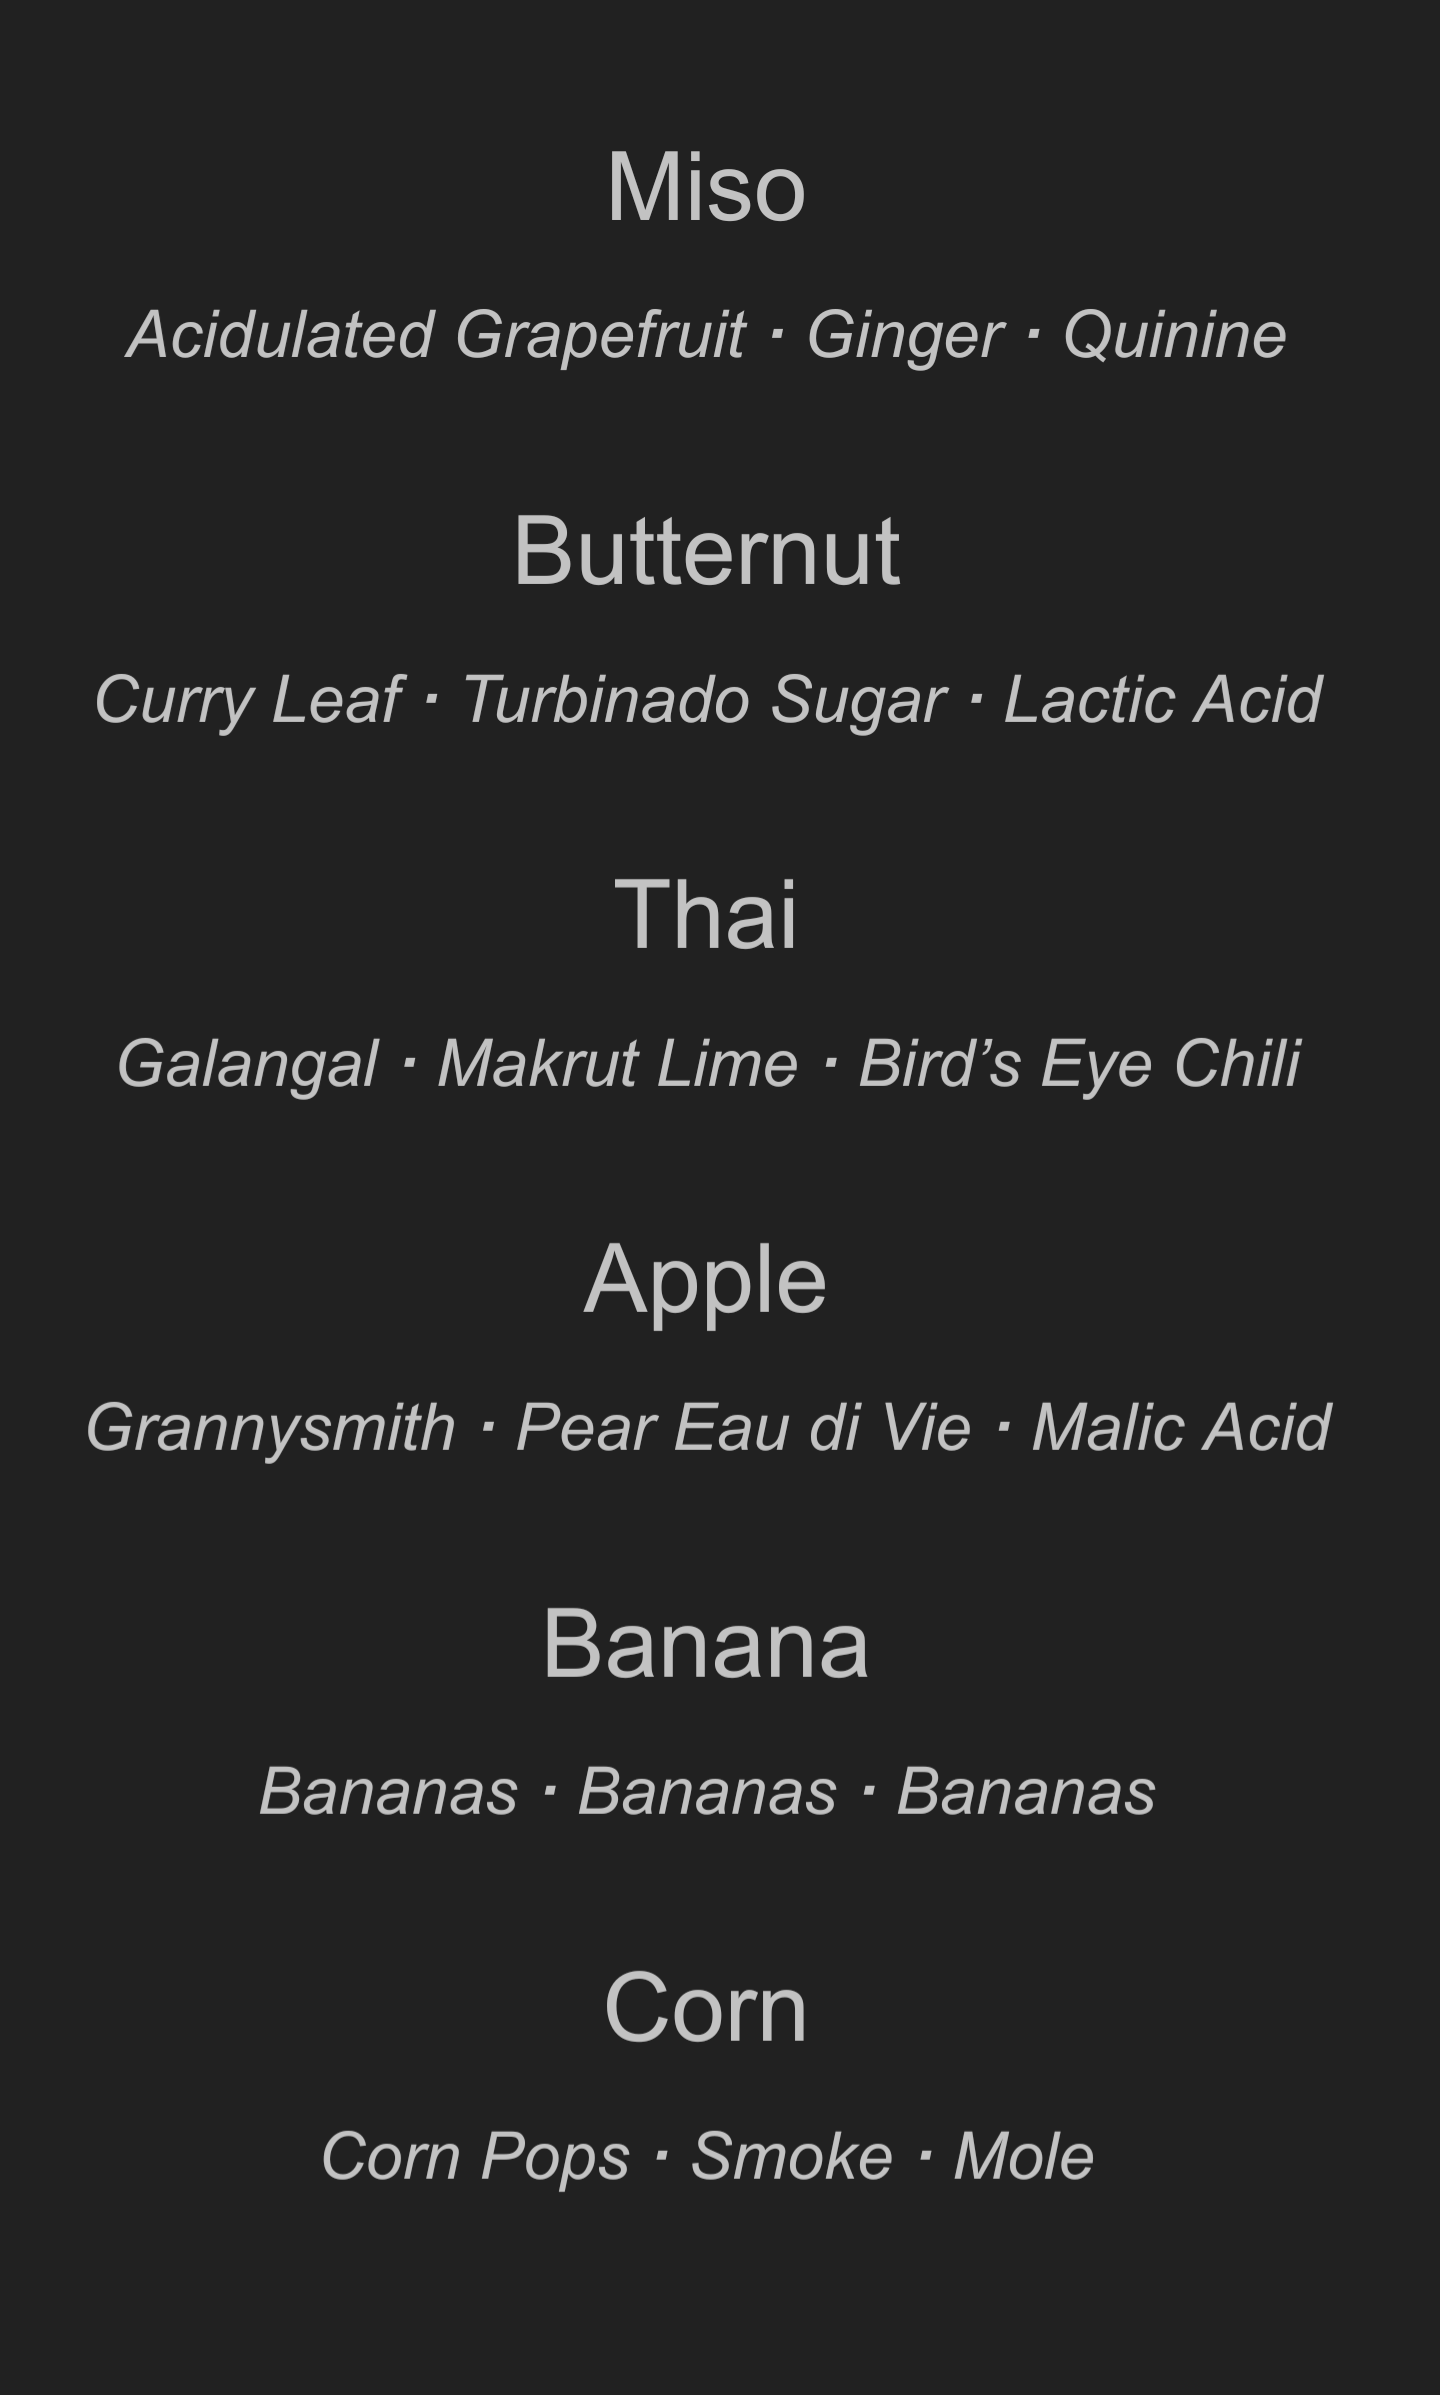 Miso
Acidulated Grapefruit · Ginger · Quinine
Butternut
Curry Leaf · Turbinado Sugar · Lactic Acid
Thai
Galangal · Makrut Lime · Bird’s Eye Chili
Apple
Grannysmith · Pear Eau di Vie · Malic Acid
Banana
Bananas · Bananas · Bananas
Corn
Corn Pops · Smoke · Mole